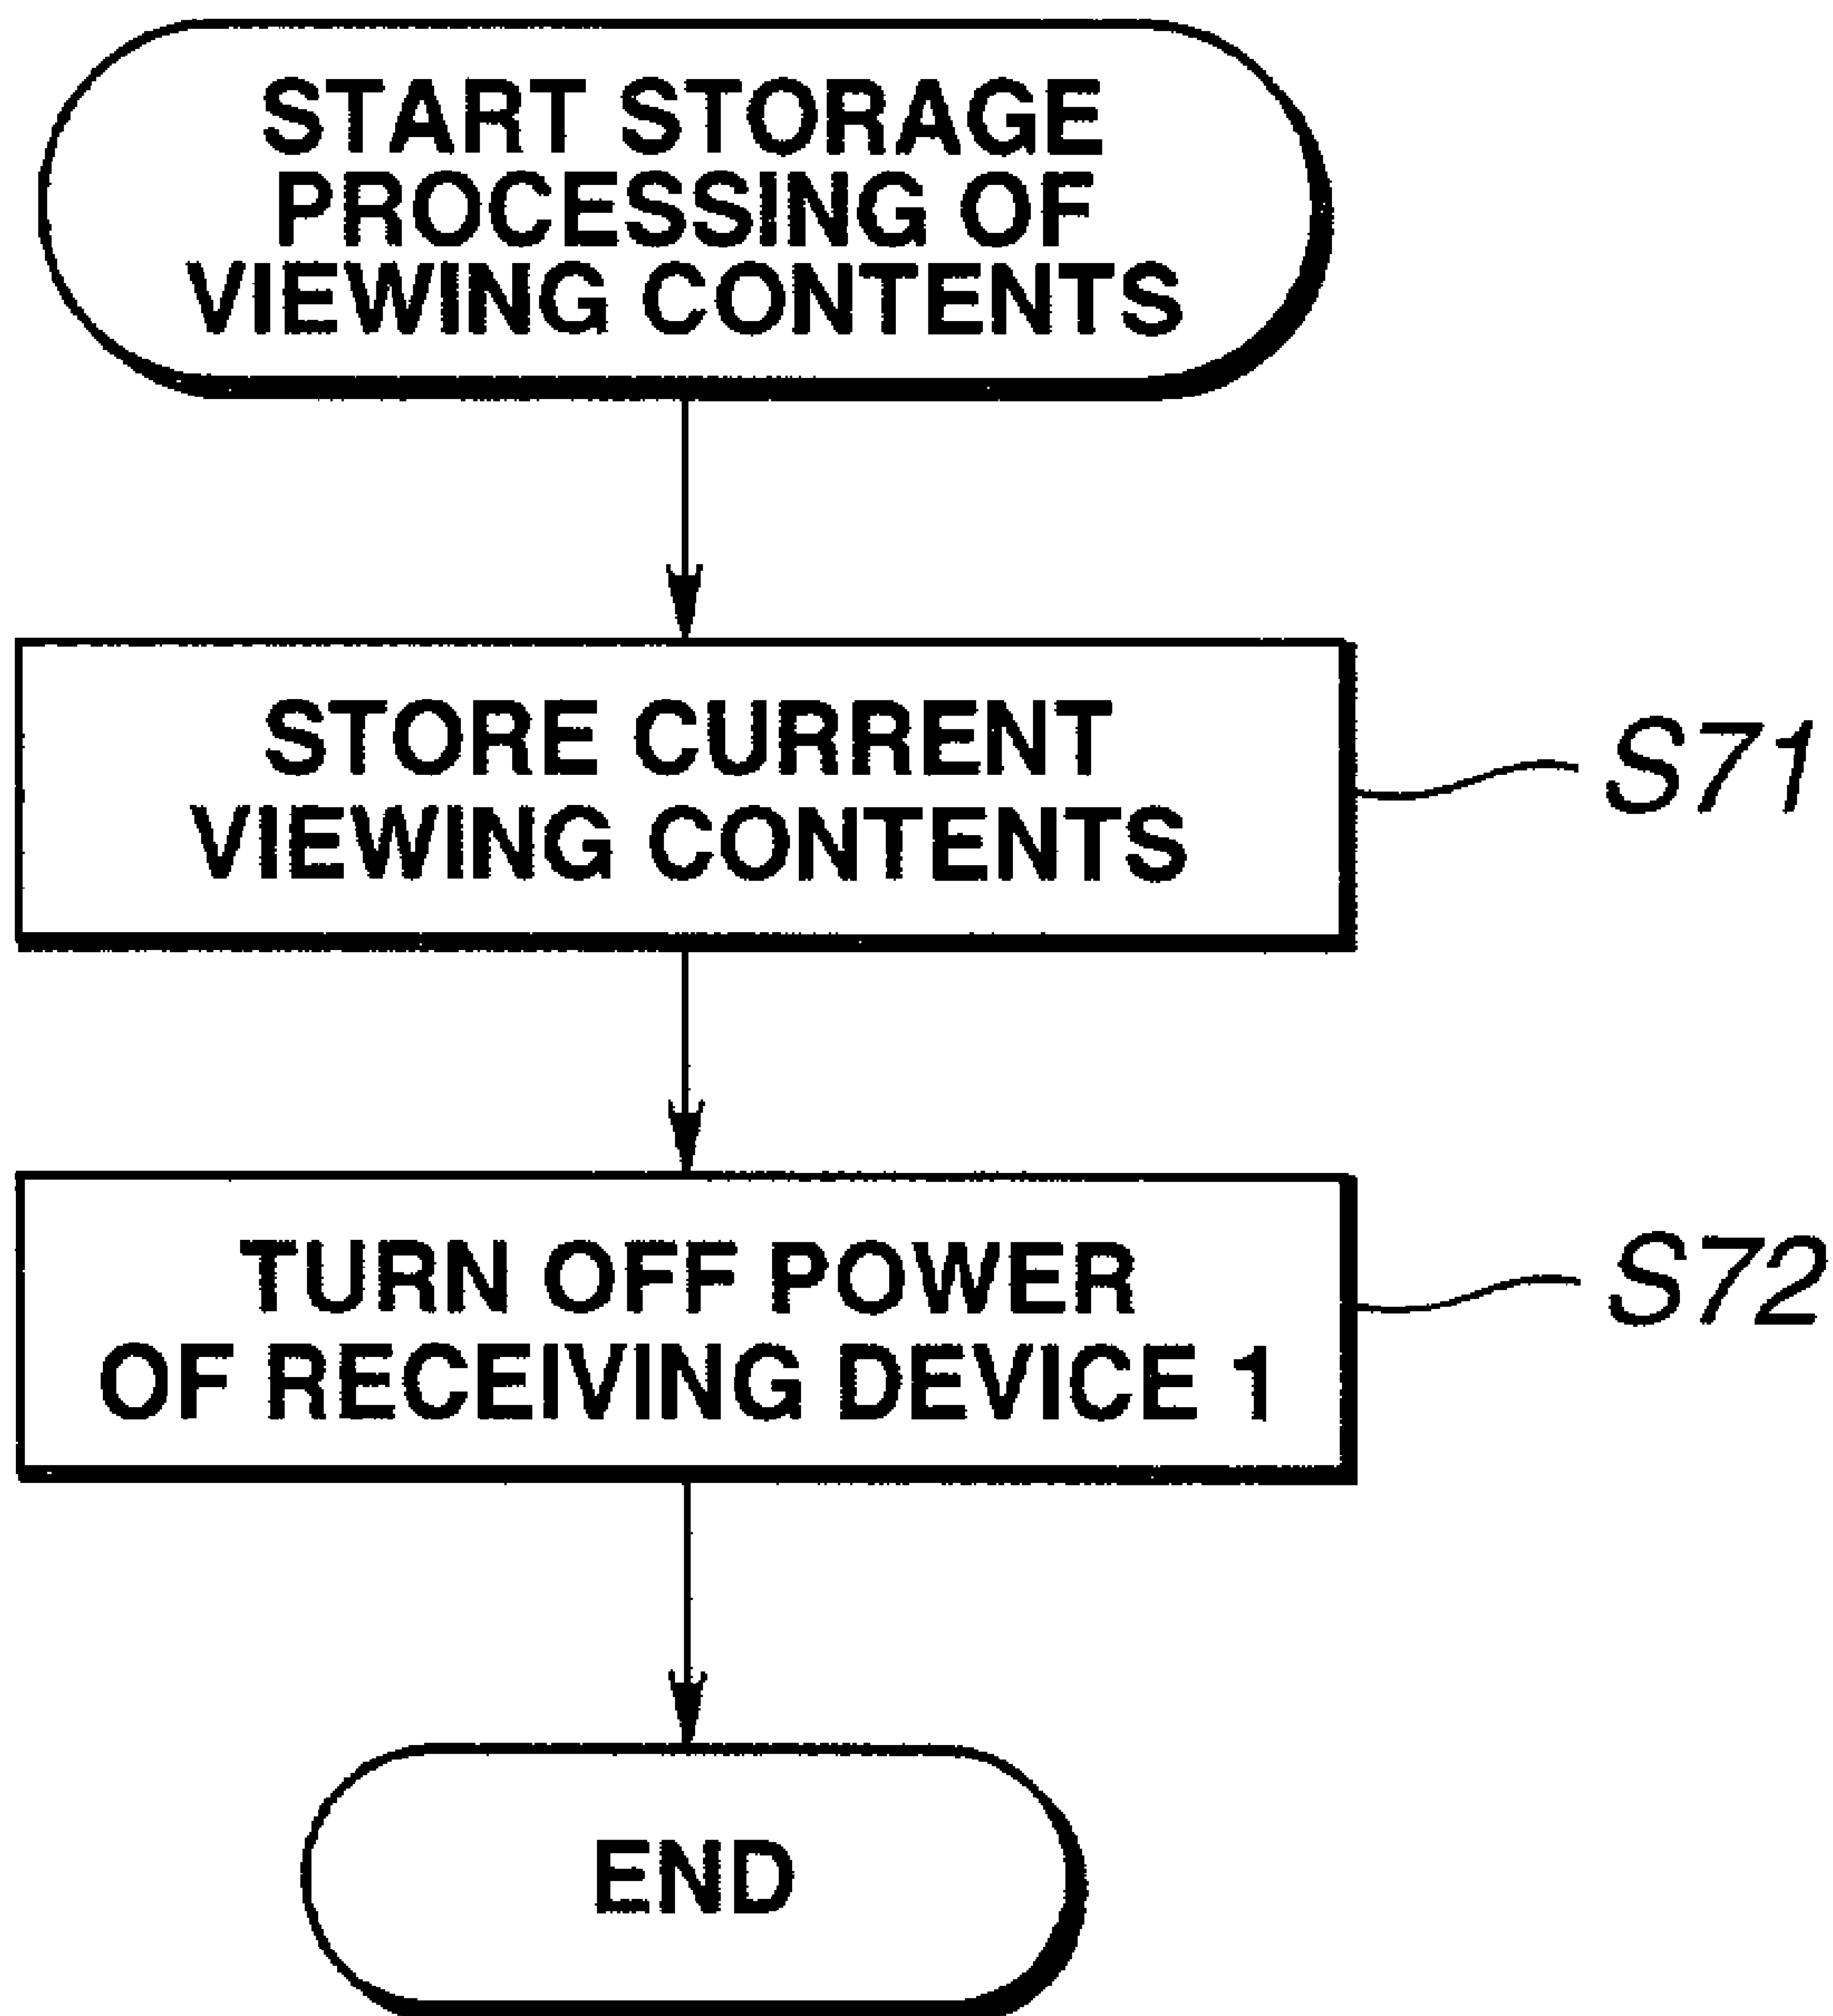 START STORAGE
PROCESSING OF
VIEWING CONTENTS
STORE CURRENT
VIEWING CONTENTS
S71
TURN OFF POWER
OF RECEIVING DEVICE 1
S72
END